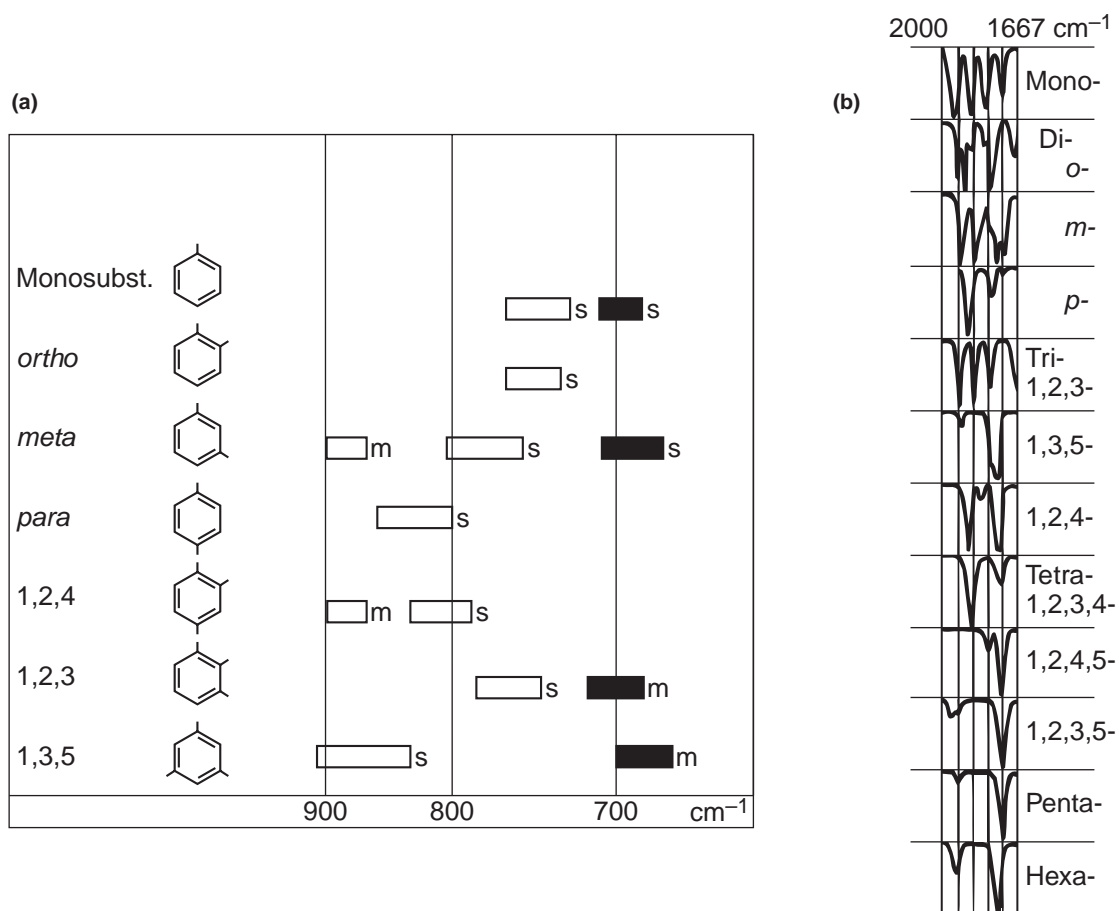 (a)
Monosubst.
s
s
ortho
s
meta
m
s
s
para
s
1,2,4
m
s
1,2,3
s
m
1,3,5
s
m
900
800
700
cm⁻¹
(b)
2000
1667 cm⁻¹
Mono-
Di-
o-
m-
p-
Tri-
1,2,3-
1,3,5-
1,2,4-
Tetra-
1,2,3,4-
1,2,4,5-
1,2,3,5-
Penta-
Hexa-